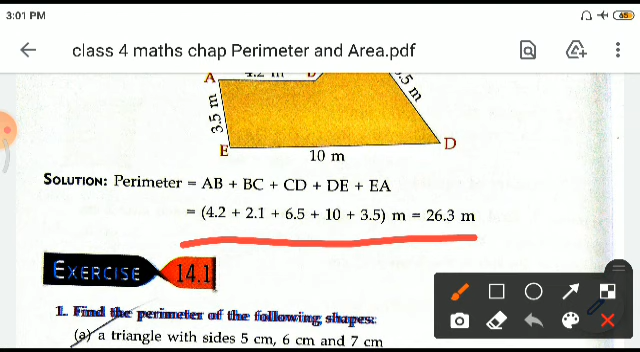 3:01 PM
65
class 4 maths chap Perimeter and Area.pdf
A
3.5 m
E
10 m
D
SOLUTION: Perimeter = AB + BC + CD + DE + EA
= (4.2 + 2.1 + 6.5 + 10 + 3.5) m = 26.3 m
EXERCISE 14.1
1. Find the perimeter of the following shapes:
(a) a triangle with sides 5 cm, 6 cm and 7 cm